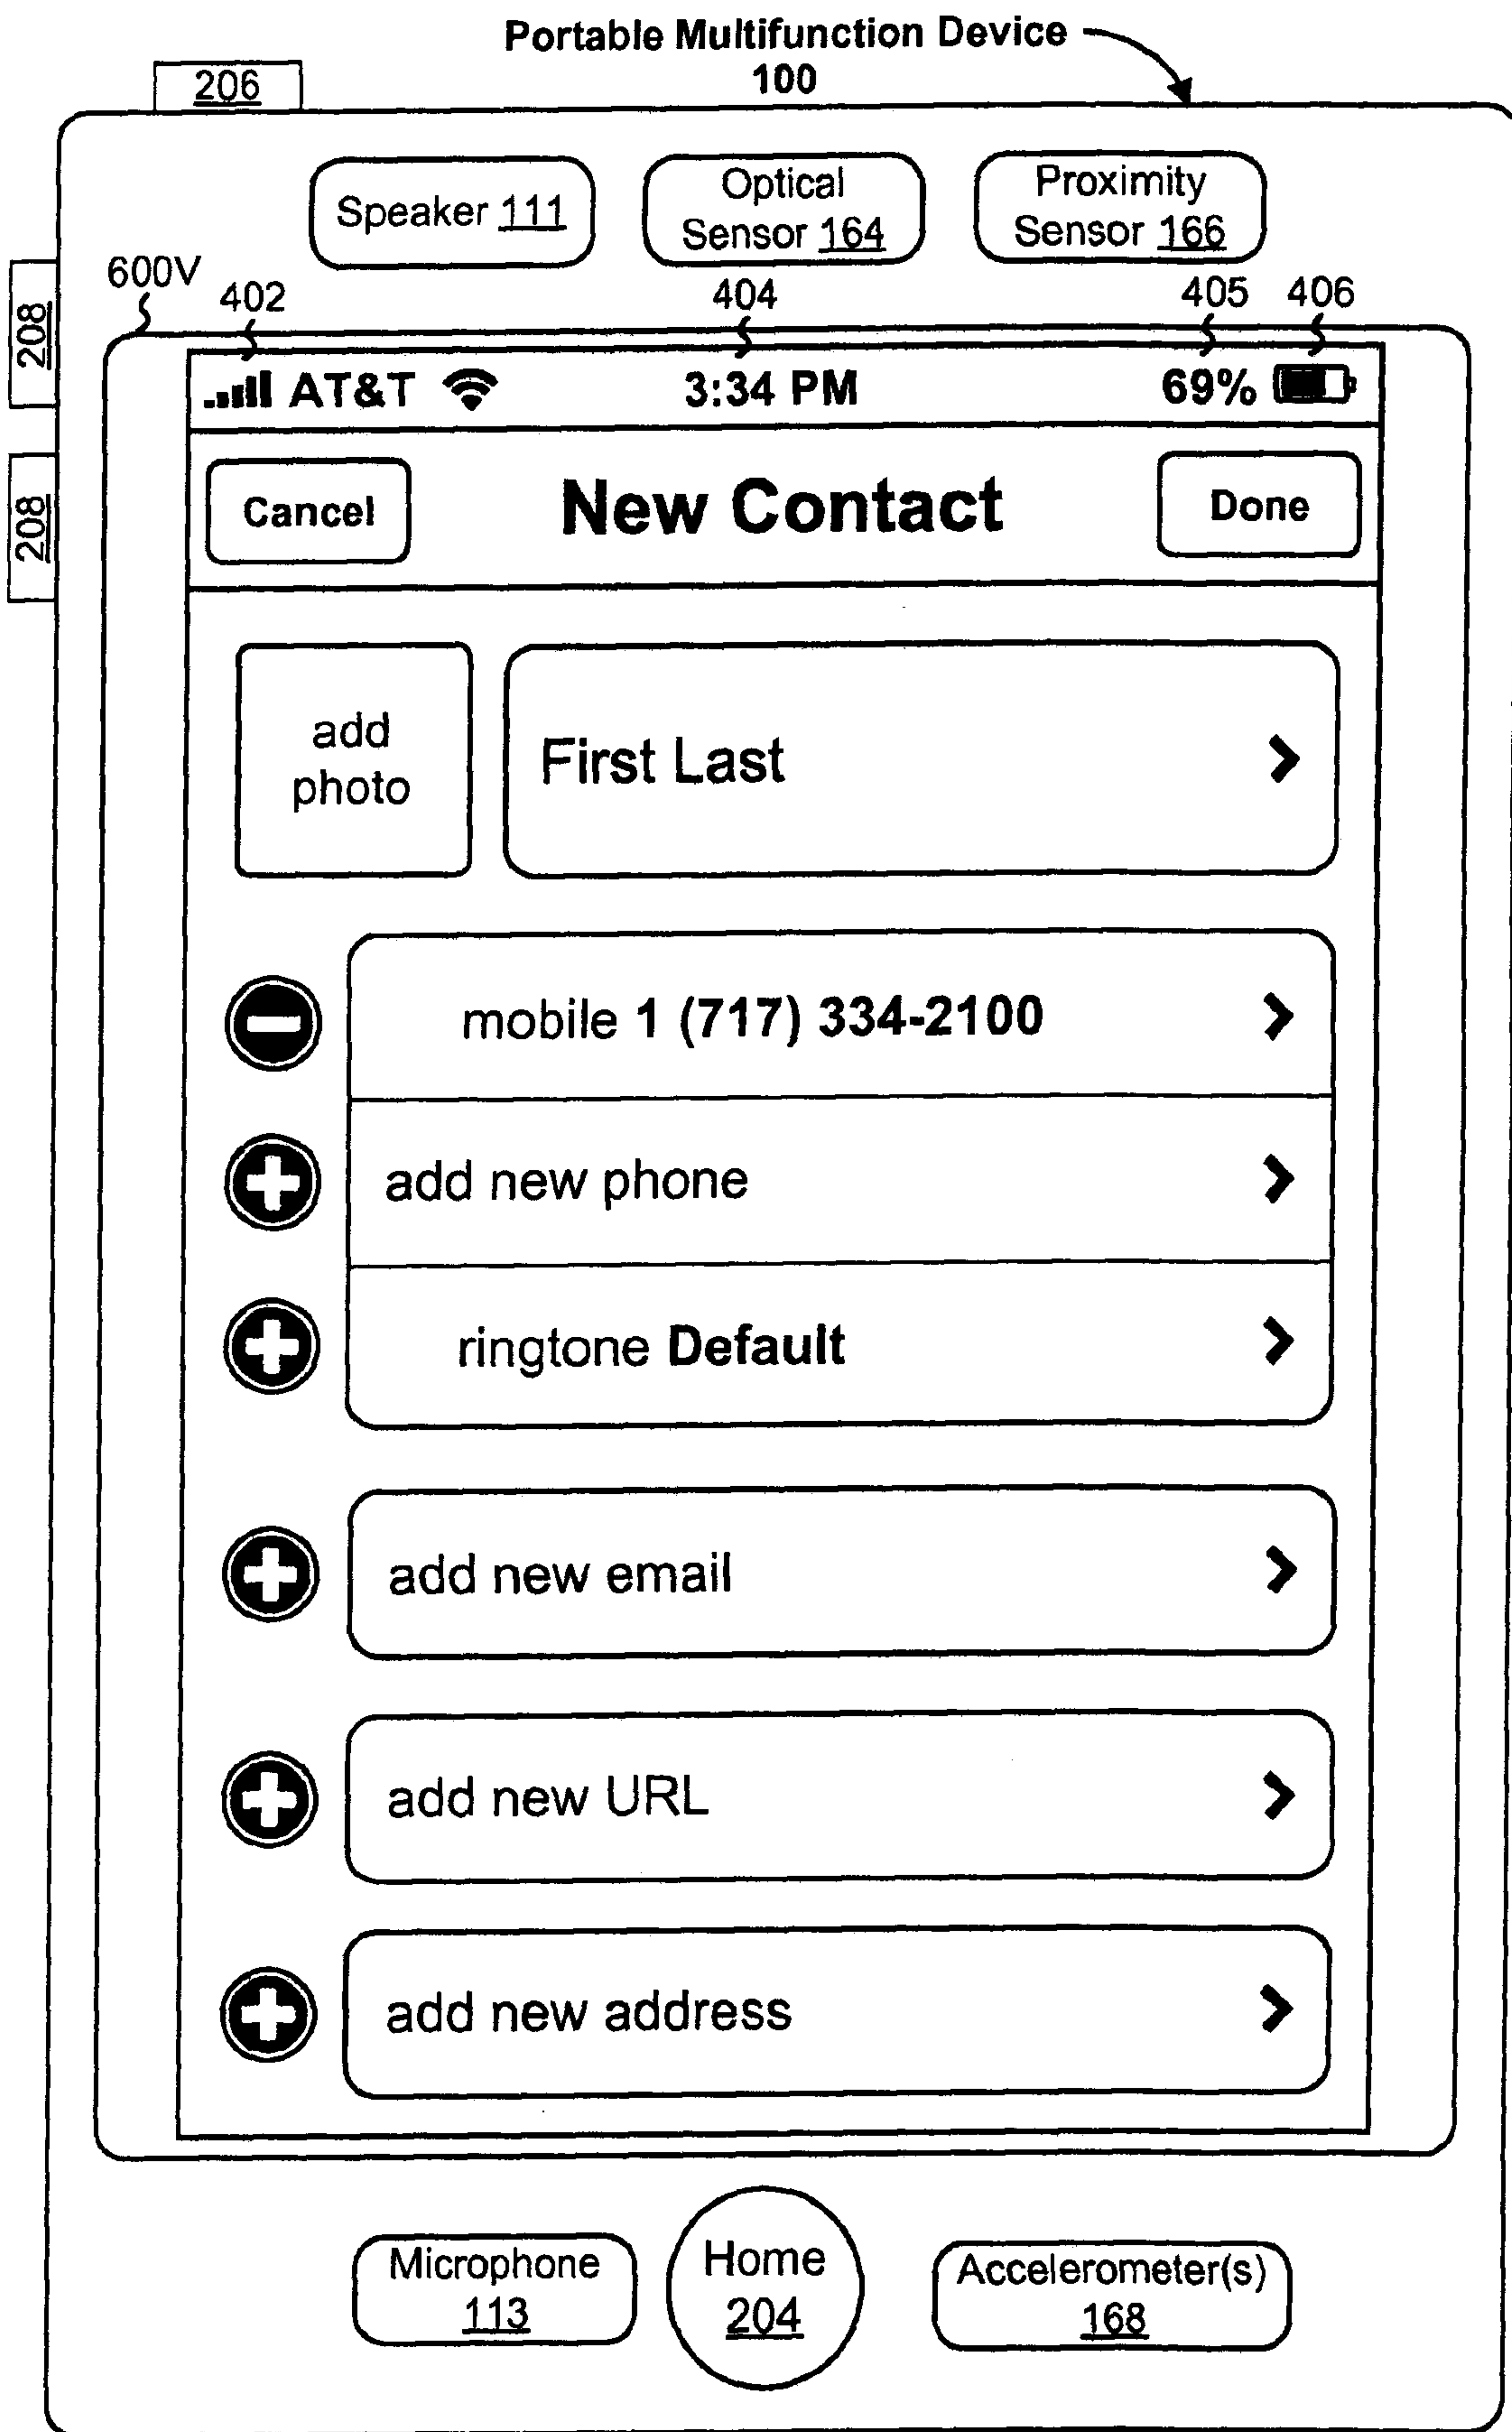 Portable Multifunction Device
100
206
Speaker 111
Optical
Sensor 164
Proximity
Sensor 166
208
208
600V
402
404
405
406
AT&T
3:34 PM
69%
Cancel
New Contact
Done
add
photo
First Last
mobile 1 (717) 334-2100
add new phone
ringtone Default
add new email
add new URL
add new address
Microphone
113
Home
204
Accelerometer(s)
168